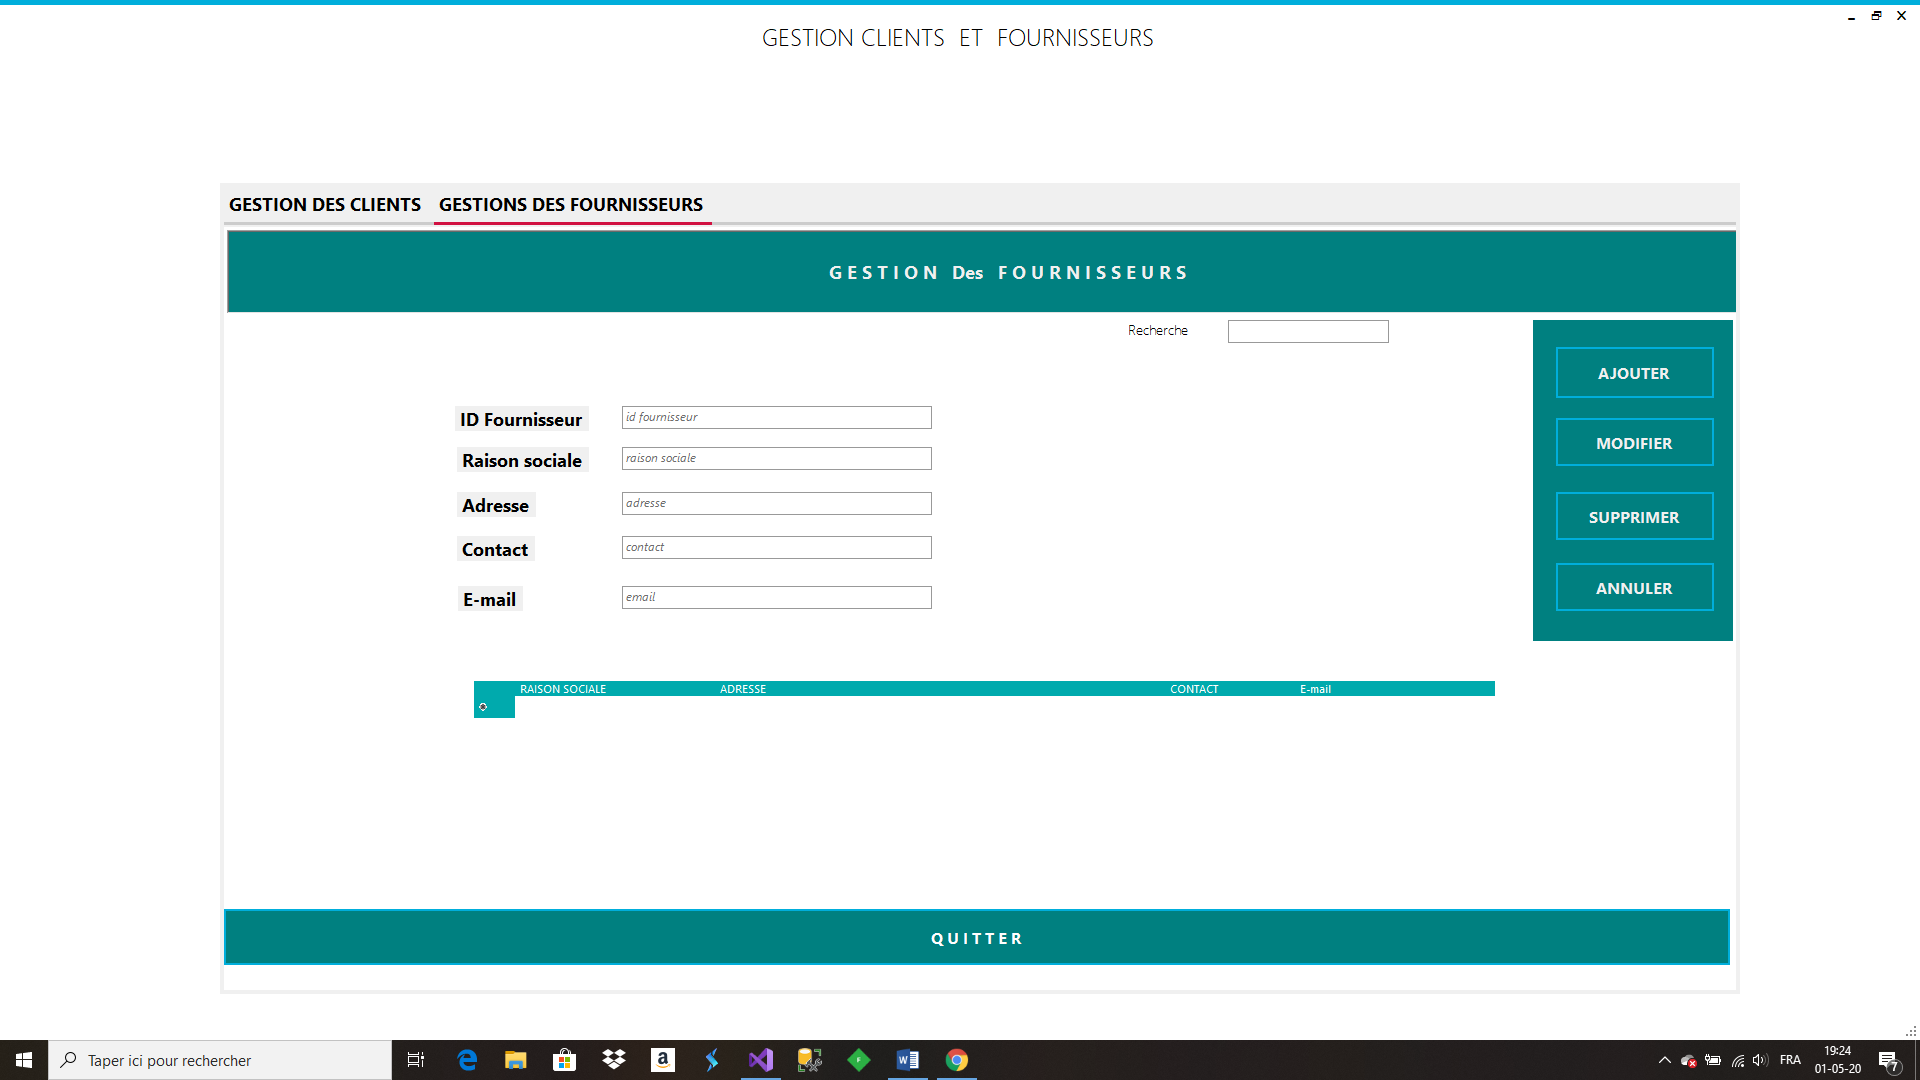 GESTION CLIENTS ET FOURNISSEURS
GESTION DES CLIENTS GESTIONS DES FOURNISSEURS
GESTION Des FOURNISSEURS
Recherche
AJOUTER
ID Fournisseur id fournisseur
MODIFIER
Raison sociale raison sociale
Adresse adresse
SUPPRIMER
Contact contact
ANNULER
E-mail email
RAISON SOCIALE ADRESSE CONTACT E-mail
QUITTER
Taper ici pour rechercher
FRA
19:24
01-05-20
7